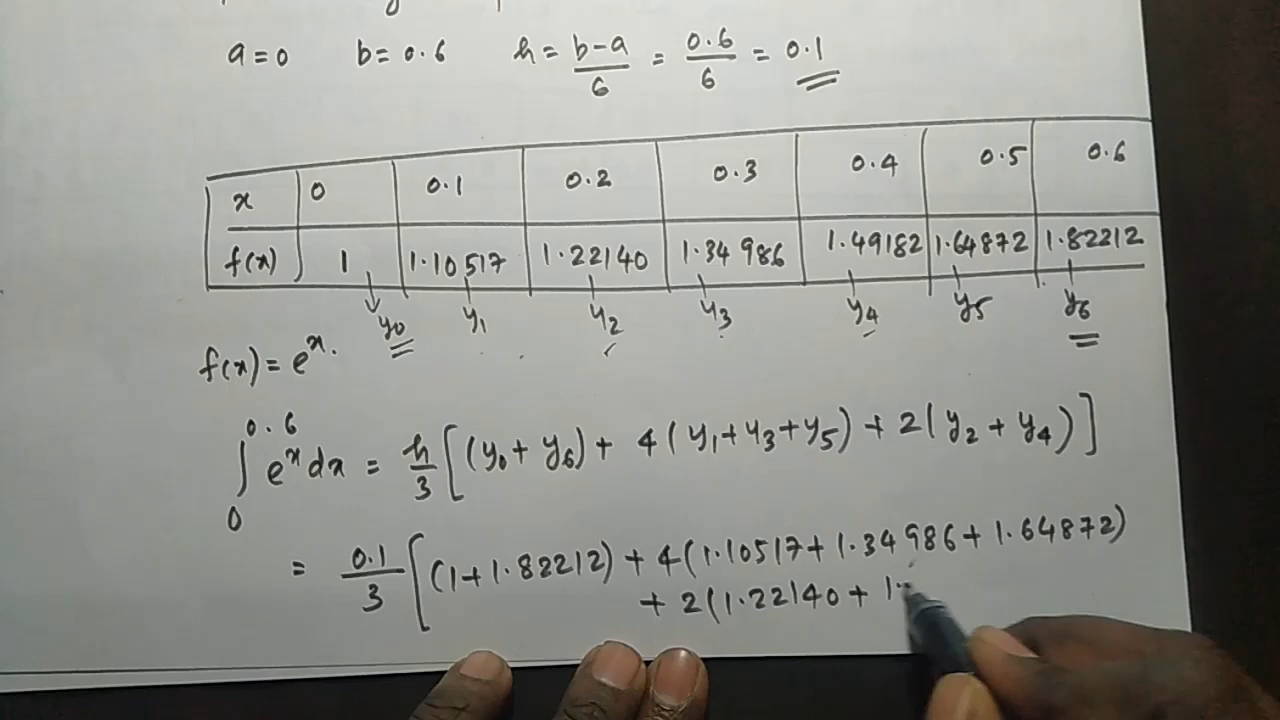 a=0 b=0.6 h = b-a/6 = 0.6/6 = 0.1
x 0 0.1 0.2 0.3 0.4 0.5 0.6
f(x) 1 1.10517 1.22140 1.34986 1.49182 1.64872 1.82212
y0 y1 y2 y3 y4 y5 y6
f(x) = e^x.
∫_0^0.6 e^x dx = h/3 [(y0 + y6) + 4(y1 + y3 + y5) + 2(y2 + y4)]
= 0.1/3 [(1+1.82212) + 4(1.10517 + 1.34986 + 1.64872)
+ 2(1.22140 + 1.